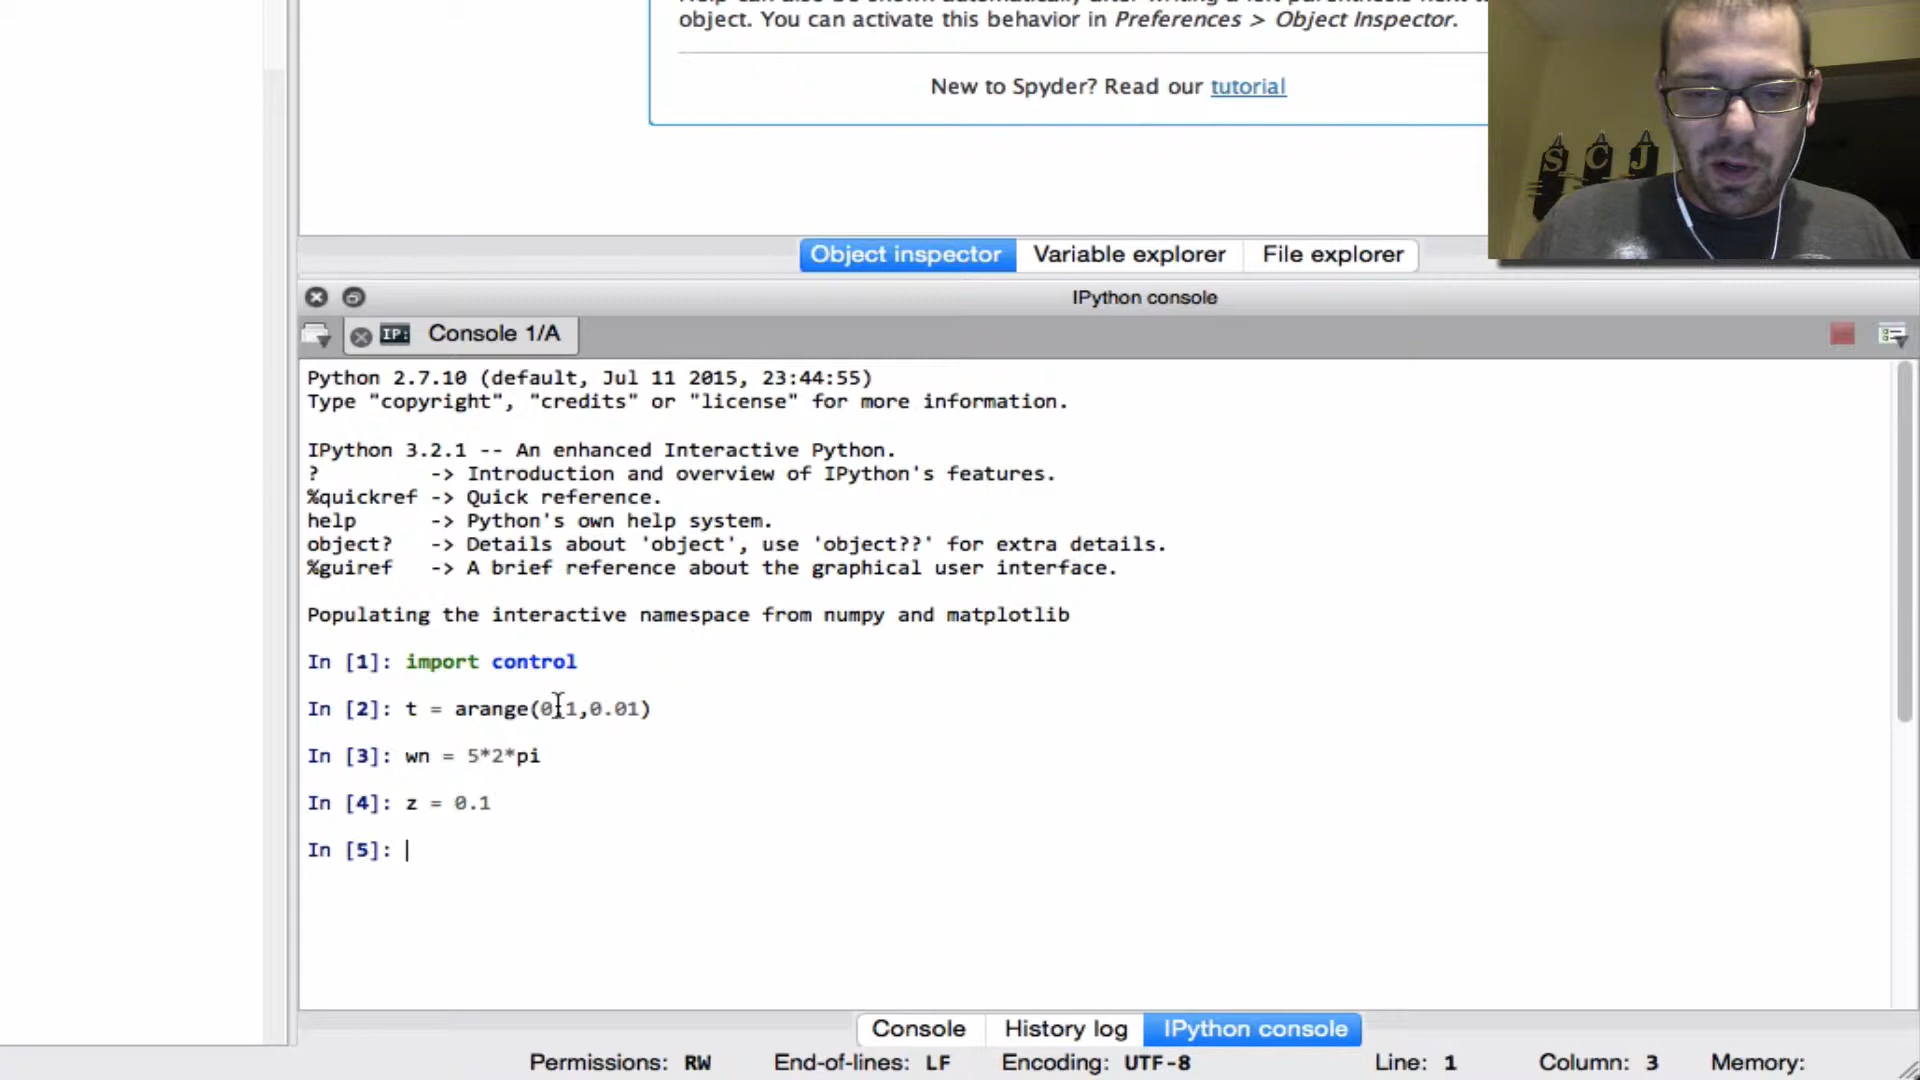 object. You can activate this behavior in Preferences > Object Inspector.
New to Spyder? Read our tutorial
S C J
Object inspector
Variable explorer
File explorer
IPython console
IP:
Console 1/A
Python 2.7.10 (default, Jul 11 2015, 23:44:55)
Type "copyright", "credits" or "license" for more information.
IPython 3.2.1 -- An enhanced Interactive Python.
? -> Introduction and overview of IPython's features.
%quickref -> Quick reference.
help -> Python's own help system.
object? -> Details about 'object', use 'object??' for extra details.
%guiref -> A brief reference about the graphical user interface.
Populating the interactive namespace from numpy and matplotlib
In [1]: import control
In [2]: t = arange(0,1,0.01)
In [3]: wn = 5*2*pi
In [4]: z = 0.1
In [5]:
Console
History log
IPython console
Permissions: RW
End-of-lines: LF
Encoding: UTF-8
Line: 1
Column: 3
Memory: